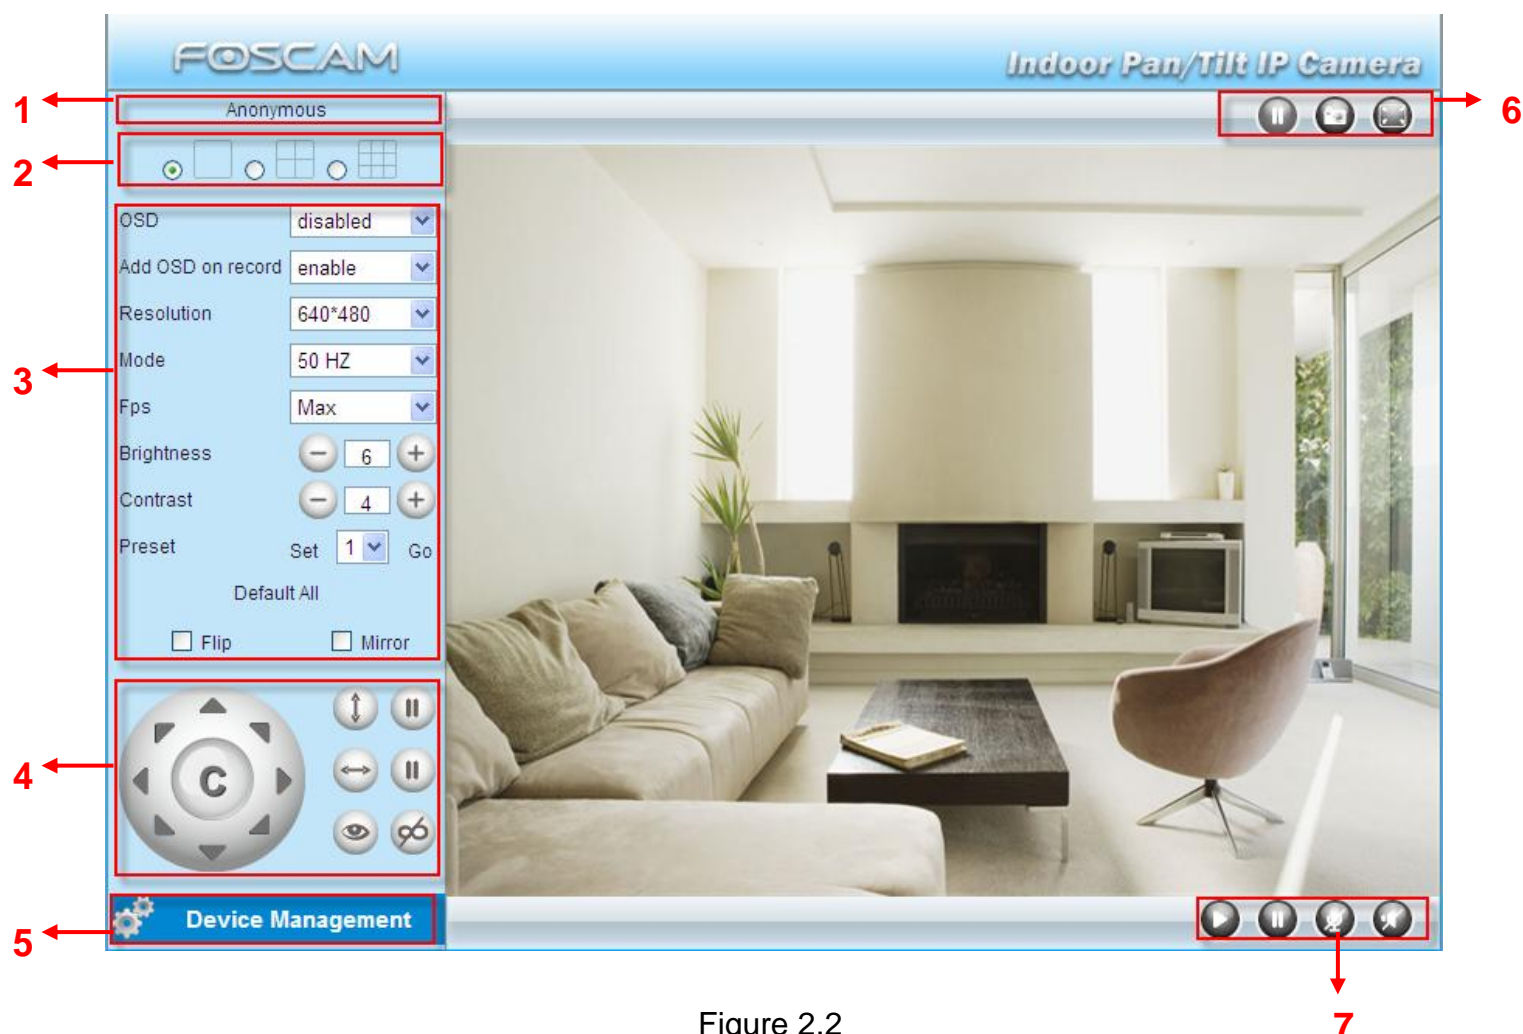 FOSCAM
Indoor Pan/Tilt IP Camera
1
Anonymous
6
2
OSD disabled
Add OSD on record enable
Resolution 640*480
Mode 50 HZ
3
Fps Max
Brightness 6
Contrast 4
Preset Set 1 Go
Default All
Flip Mirror
4
C
5
Device Management
7
Figure 2.2